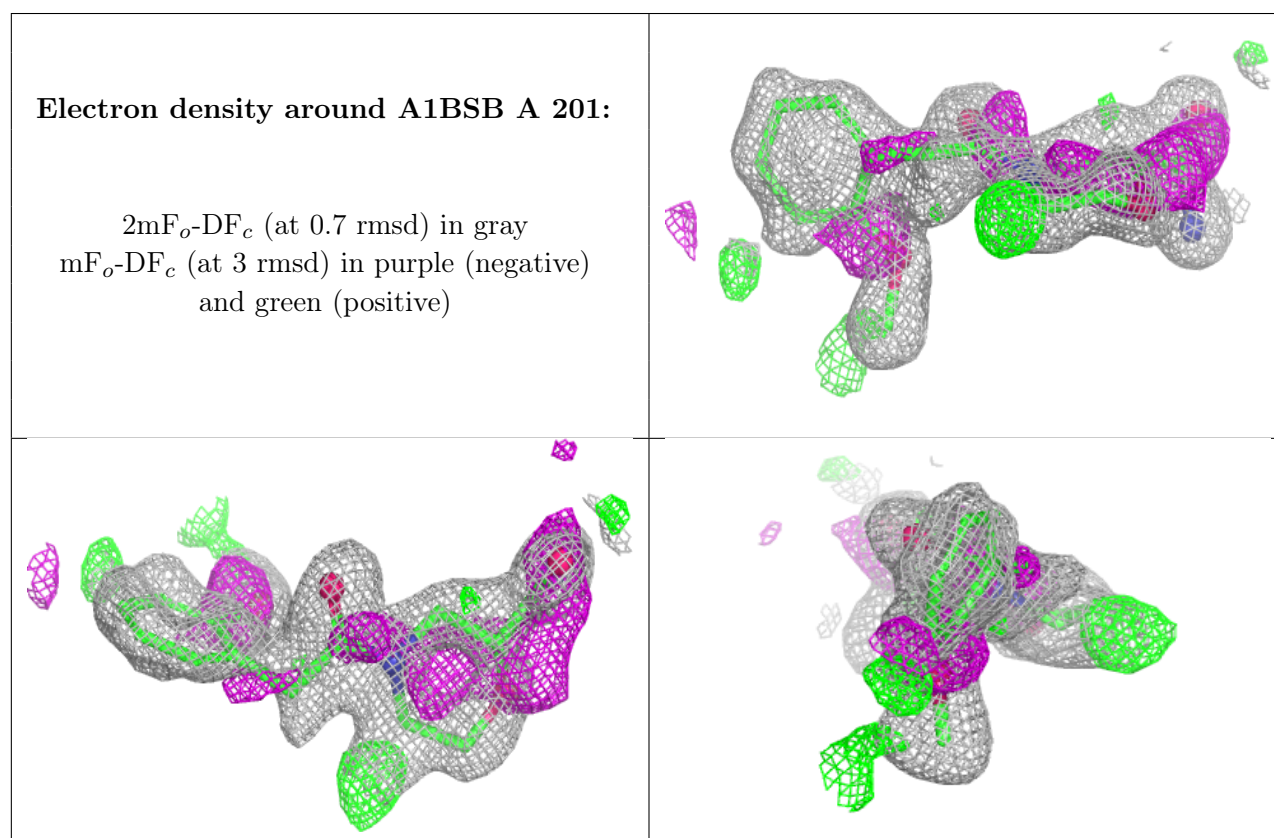 Electron density around A1BSB A 201:
2mFo-DFc (at 0.7 rmsd) in gray
mFo-DFc (at 3 rmsd) in purple (negative)
and green (positive)